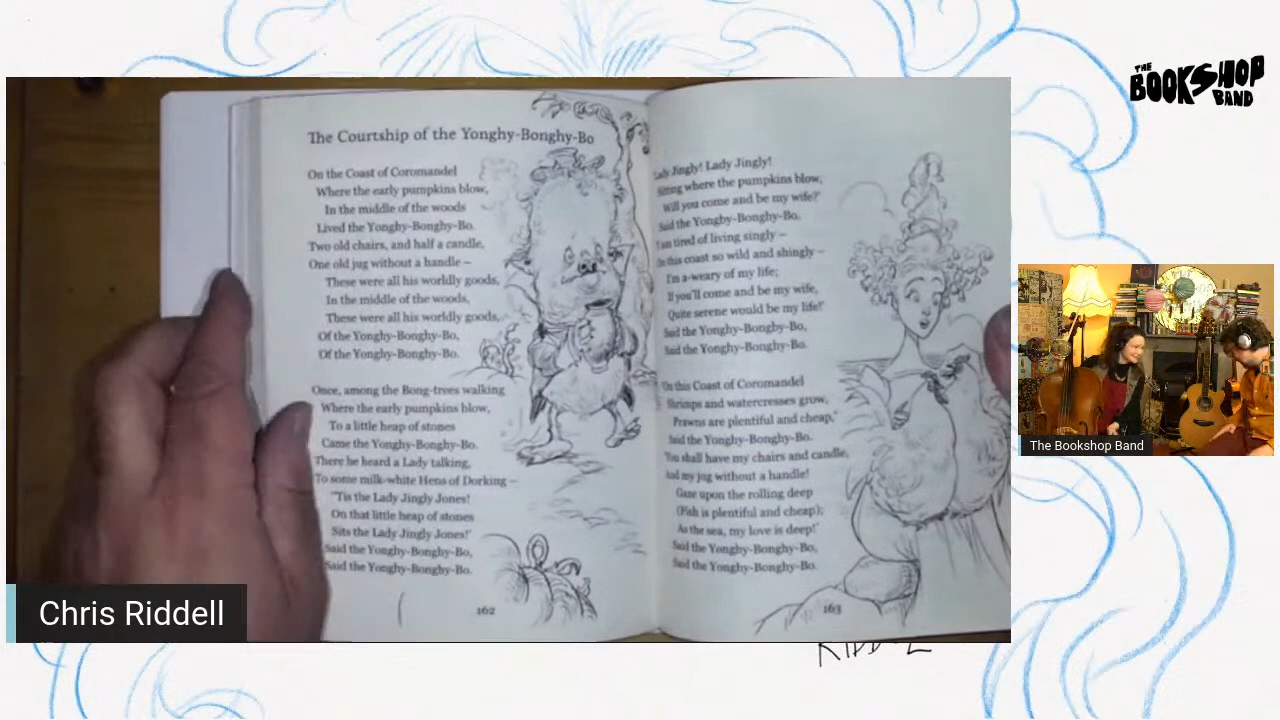 THE
BOOKSHOP
BAND
The Courtship of the Yonghy-Bonghy-Bo
On the Coast of Coromandel
Where the early pumpkins blow,
In the middle of the woods
Lived the Yonghy-Bonghy-Bo.
Two old chairs, and half a candle,
One old jug without a handle –
These were all his worldly goods,
In the middle of the woods,
These were all his worldly goods,
Of the Yonghy-Bonghy-Bo,
Of the Yonghy-Bonghy-Bo.
Once, among the Bong-trees walking
Where the early pumpkins blow,
To a little heap of stones
Came the Yonghy-Bonghy-Bo.
There he heard a Lady talking,
To some milk-white Hens of Dorking –
''Tis the Lady Jingly Jones!
On that little heap of stones
Sits the Lady Jingly Jones!'
Said the Yonghy-Bonghy-Bo,
Said the Yonghy-Bonghy-Bo.
162
Lady Jingly! Lady Jingly!
Sitting where the pumpkins blow,
Will you come and be my wife?'
Said the Yonghy-Bonghy-Bo.
I am tired of living singly –
On this coast so wild and shingly –
I'm a-weary of my life;
If you'll come and be my wife,
Quite serene would be my life!'
Said the Yonghy-Bonghy-Bo,
Said the Yonghy-Bonghy-Bo.
'On this Coast of Coromandel
Shrimps and watercresses grow,
Prawns are plentiful and cheap,'
Said the Yonghy-Bonghy-Bo.
'You shall have my chairs and candle,
And my jug without a handle!
Gaze upon the rolling deep
(Fish is plentiful and cheap);
As the sea, my love is deep!'
Said the Yonghy-Bonghy-Bo,
Said the Yonghy-Bonghy-Bo.
163
Chris Riddell
The Bookshop Band